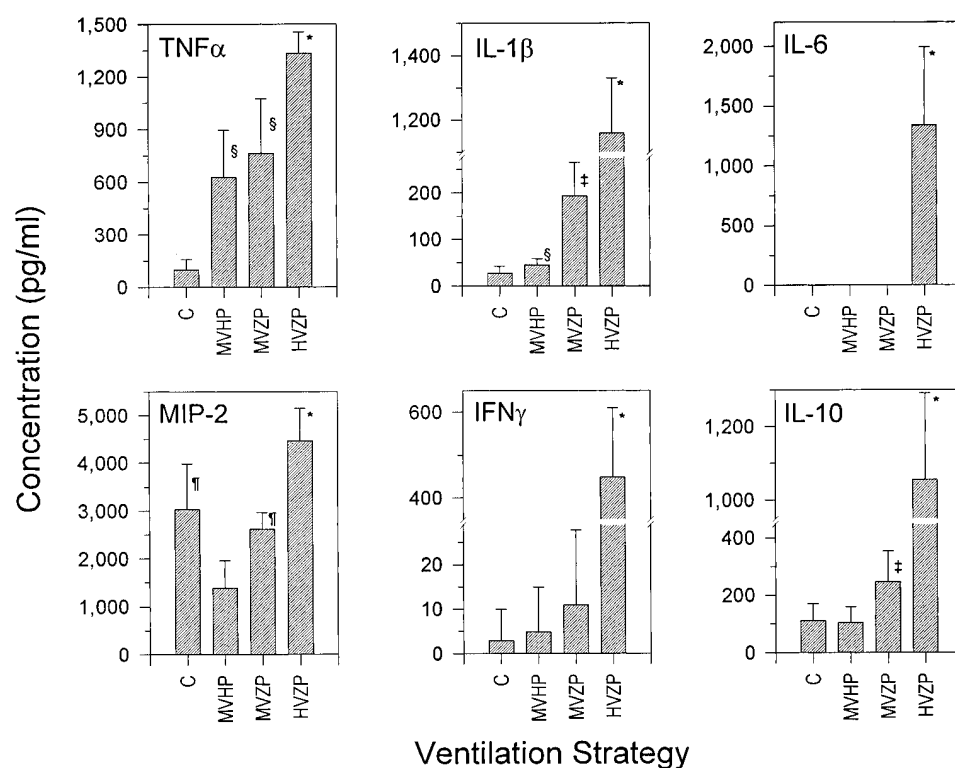 TNFα
1,500
1,200
900
600
300
0
§
§
*
C
MVHP
MVZP
HVZP
IL-1β
1,400
1,200
200
100
0
§
‡
*
C
MVHP
MVZP
HVZP
IL-6
2,000
1,500
1,000
500
0
*
C
MVHP
MVZP
HVZP
Concentration (pg/ml)
MIP-2
5,000
4,000
3,000
2,000
1,000
0
¶
¶
*
C
MVHP
MVZP
HVZP
IFNγ
600
400
20
10
0
*
C
MVHP
MVZP
HVZP
IL-10
1,200
1,000
400
200
0
‡
*
C
MVHP
MVZP
HVZP
Ventilation Strategy